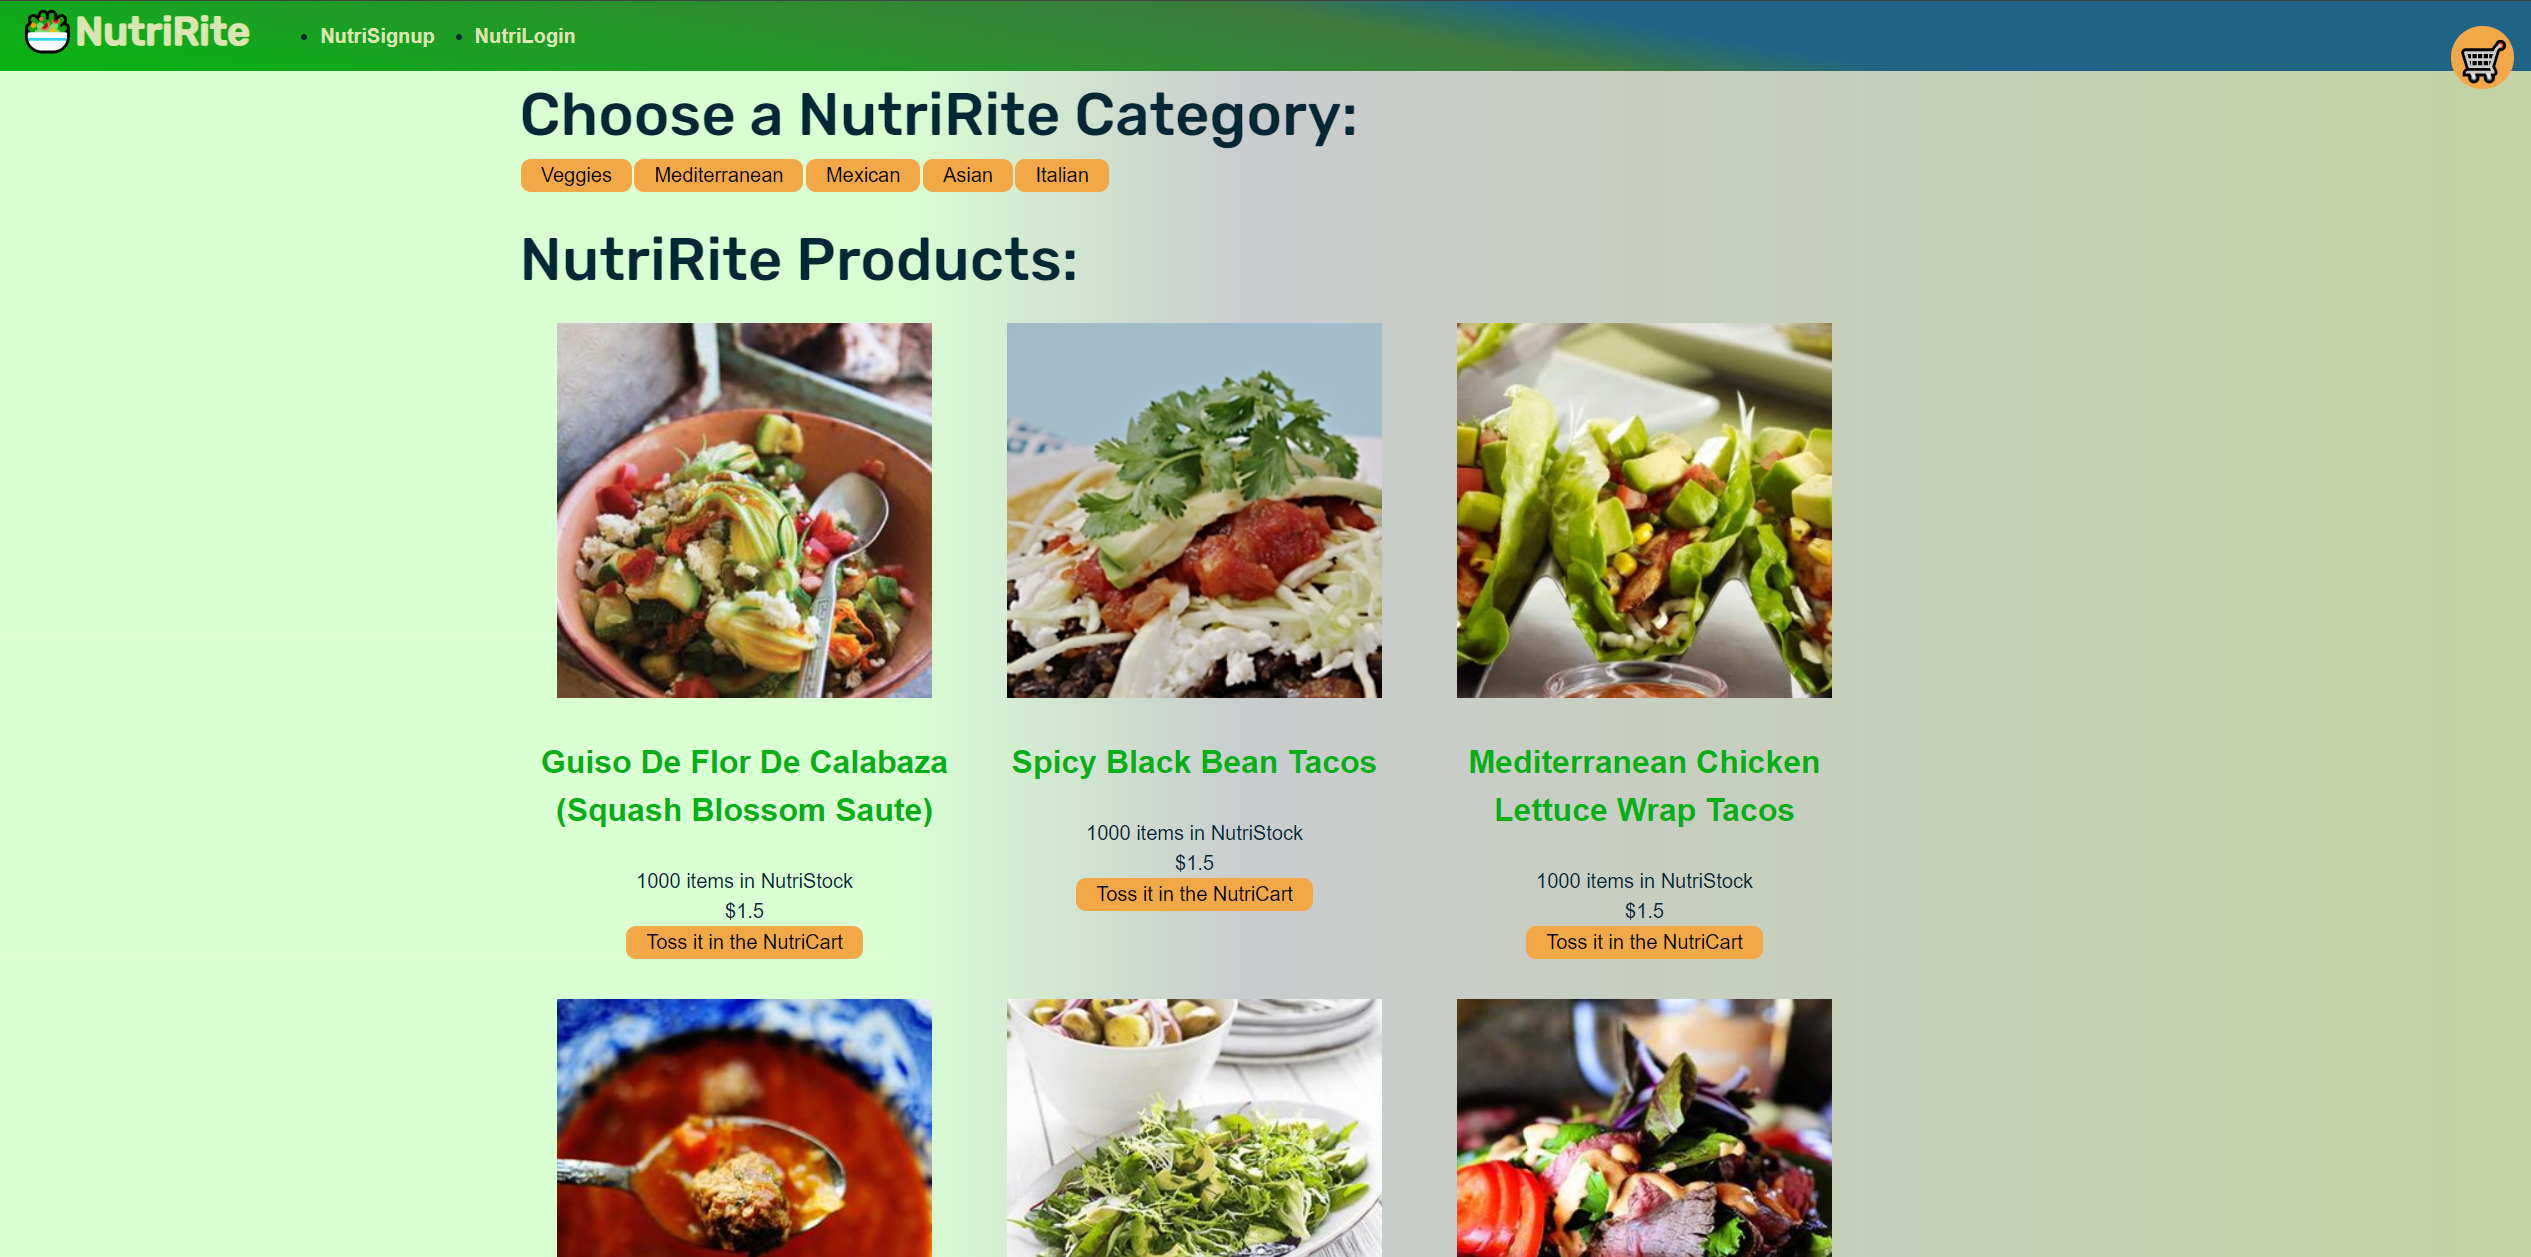 NutriRite
NutriSignup
NutriLogin
Choose a NutriRite Category:
Veggies
Mediterranean
Mexican
Asian
Italian
NutriRite Products:
Guiso De Flor De Calabaza
(Squash Blossom Saute)
1000 items in NutriStock
$1.5
Toss it in the NutriCart
Spicy Black Bean Tacos
1000 items in NutriStock
$1.5
Toss it in the NutriCart
Mediterranean Chicken
Lettuce Wrap Tacos
1000 items in NutriStock
$1.5
Toss it in the NutriCart